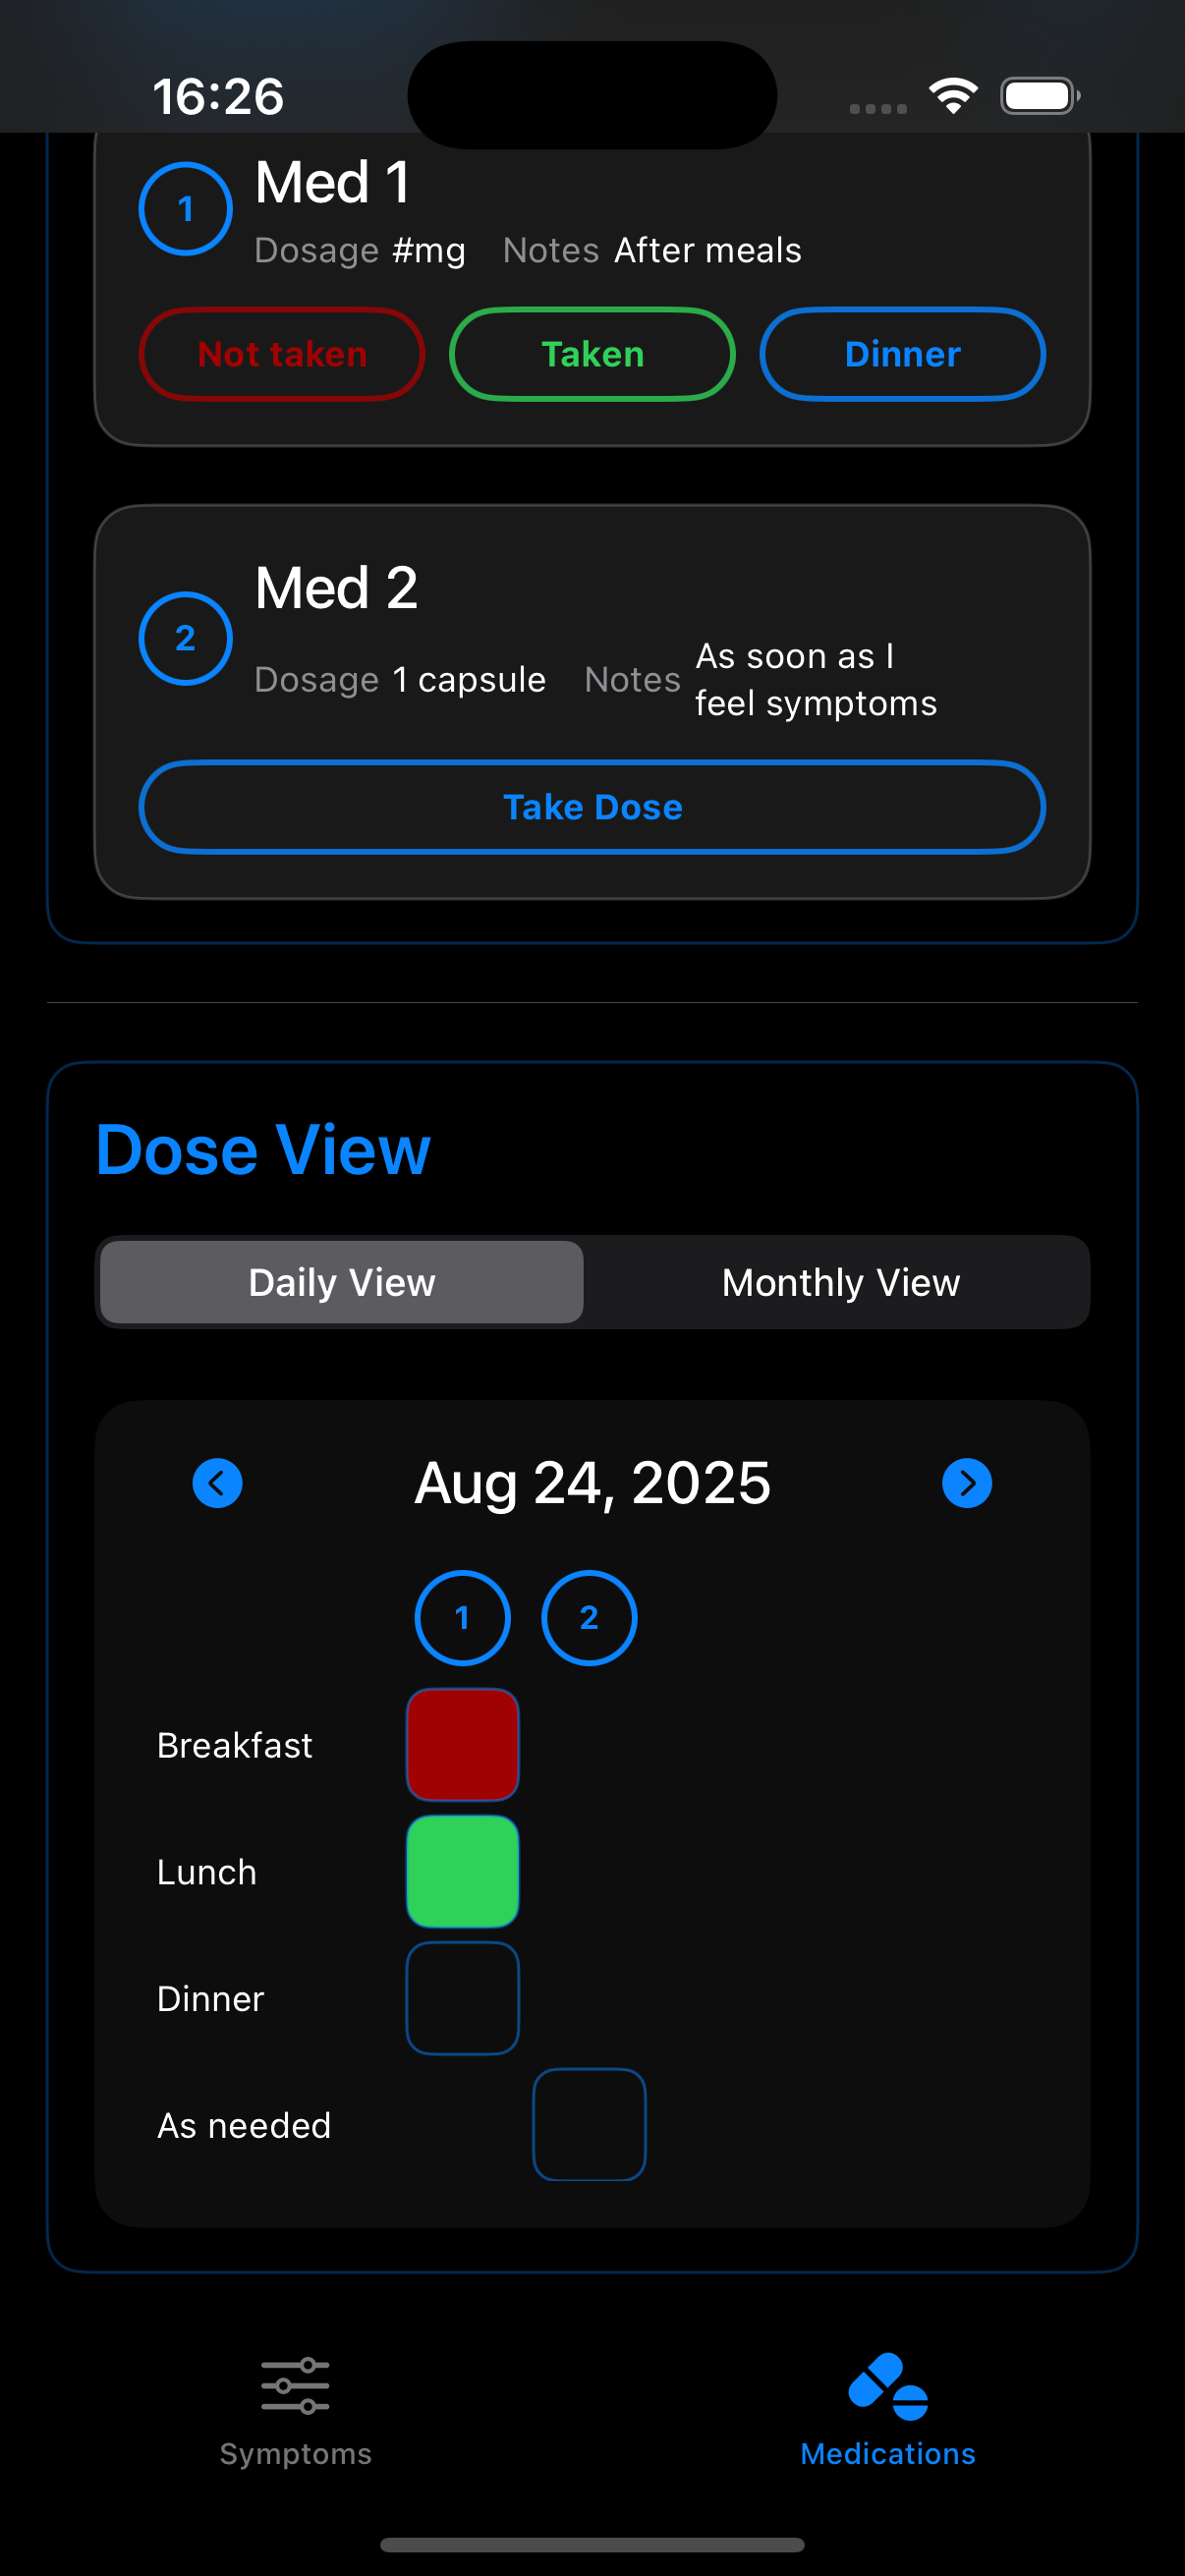 16:26
1
Med 1
Dosage #mg Notes After meals
Not taken Taken Dinner
2
Med 2
Dosage 1 capsule Notes As soon as I
feel symptoms
Take Dose
Dose View
Daily View Monthly View
Aug 24, 2025
1 2
Breakfast
Lunch
Dinner
As needed
Symptoms Medications